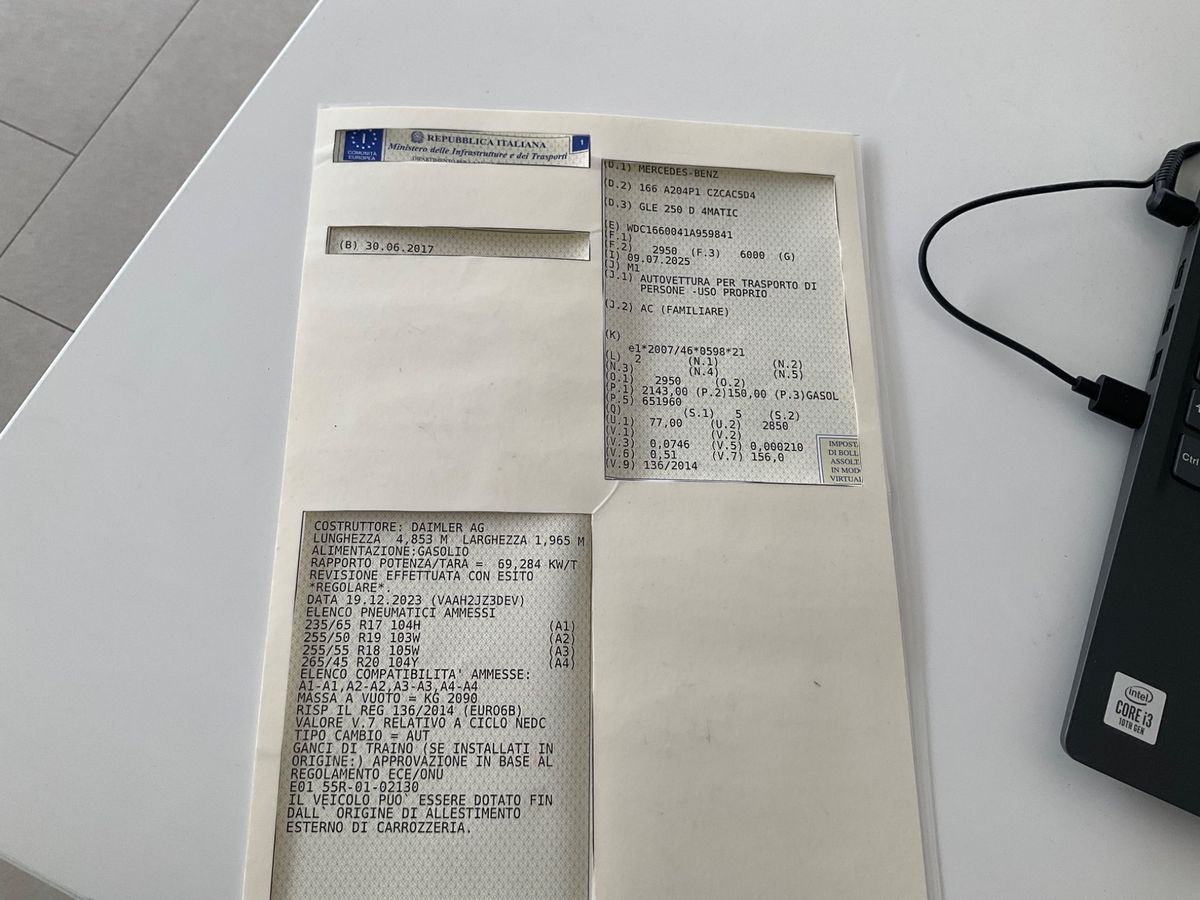 COMUNITÀ
EUROPEA
REPUBBLICA ITALIANA
Ministero delle Infrastrutture e dei Trasporti
1
(B) 30.06.2017
(D.1) MERCEDES-BENZ
(D.2) 166 A204P1 CZCAC5D4
(D.3) GLE 250 D 4MATIC
(E) WDC1660041A959841
(F.1)
(F.2) 2950 (F.3) 6000 (G)
(I) 09.07.2025
(J) M1
(J.1) AUTOVETTURA PER TRASPORTO DI
PERSONE -USO PROPRIO
(J.2) AC (FAMILIARE)
(K)
e1*2007/46*0598*21
(L) 2 (N.1) (N.2)
(N.3) (N.4) (N.5)
(O.1) 2950 (O.2)
(P.1) 2143,00 (P.2)150,00 (P.3)GASOL
(P.5) 651960
(Q) (S.1) 5 (S.2)
(U.1) 77,00 (U.2) 2850
(V.1) (V.2)
(V.3) 0,0746 (V.5) 0,000210
(V.6) 0,51 (V.7) 156,0
(V.9) 136/2014
IMPOSTA
DI BOLL
ASSOLT
IN MOD
VIRTUAL
COSTRUTTORE: DAIMLER AG
LUNGHEZZA 4,853 M LARGHEZZA 1,965 M
ALIMENTAZIONE:GASOLIO
RAPPORTO POTENZA/TARA = 69,284 KW/T
REVISIONE EFFETTUATA CON ESITO
*REGOLARE*.
DATA 19.12.2023 (VAAH2JZ3DEV)
ELENCO PNEUMATICI AMMESSI
235/65 R17 104H (A1)
255/50 R19 103W (A2)
255/55 R18 105W (A3)
265/45 R20 104Y (A4)
ELENCO COMPATIBILITA' AMMESSE:
A1-A1,A2-A2,A3-A3,A4-A4
MASSA A VUOTO = KG 2090
RISP IL REG 136/2014 (EURO6B)
VALORE V.7 RELATIVO A CICLO NEDC
TIPO CAMBIO = AUT
GANCI DI TRAINO (SE INSTALLATI IN
ORIGINE:) APPROVAZIONE IN BASE AL
REGOLAMENTO ECE/ONU
E01 55R-01-02130
IL VEICOLO PUO` ESSERE DOTATO FIN
DALL` ORIGINE DI ALLESTIMENTO
ESTERNO DI CARROZZERIA.
Ctrl
intel
CORE i3
10TH GEN